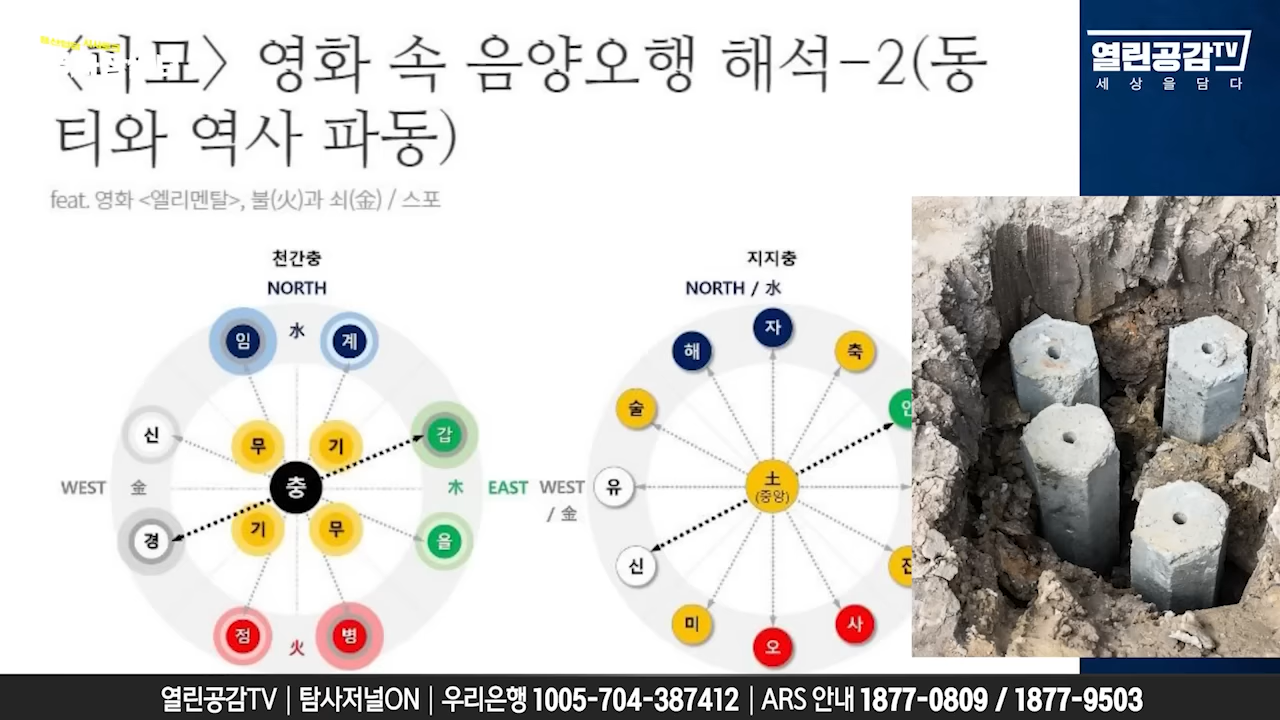 〈파묘〉 영화 속 음양오행 해석-2(동
티와 역사 파동)
feat. 영화 <엘리멘탈>, 불(火)과 쇠(金) / 스포
열린공감TV
세상을담다
천간충
NORTH
임 水 계
신 무 기 갑
WEST 金 충 木 EAST
경 기 무 을
점 火 병
지지충
NORTH / 水
해 자 축
술
WEST 유 土
/ 金 (중앙)
신
미 오 사
열린공감TV | 탐사저널ON | 우리은행 1005-704-387412 | ARS 안내 1877-0809 / 1877-9503